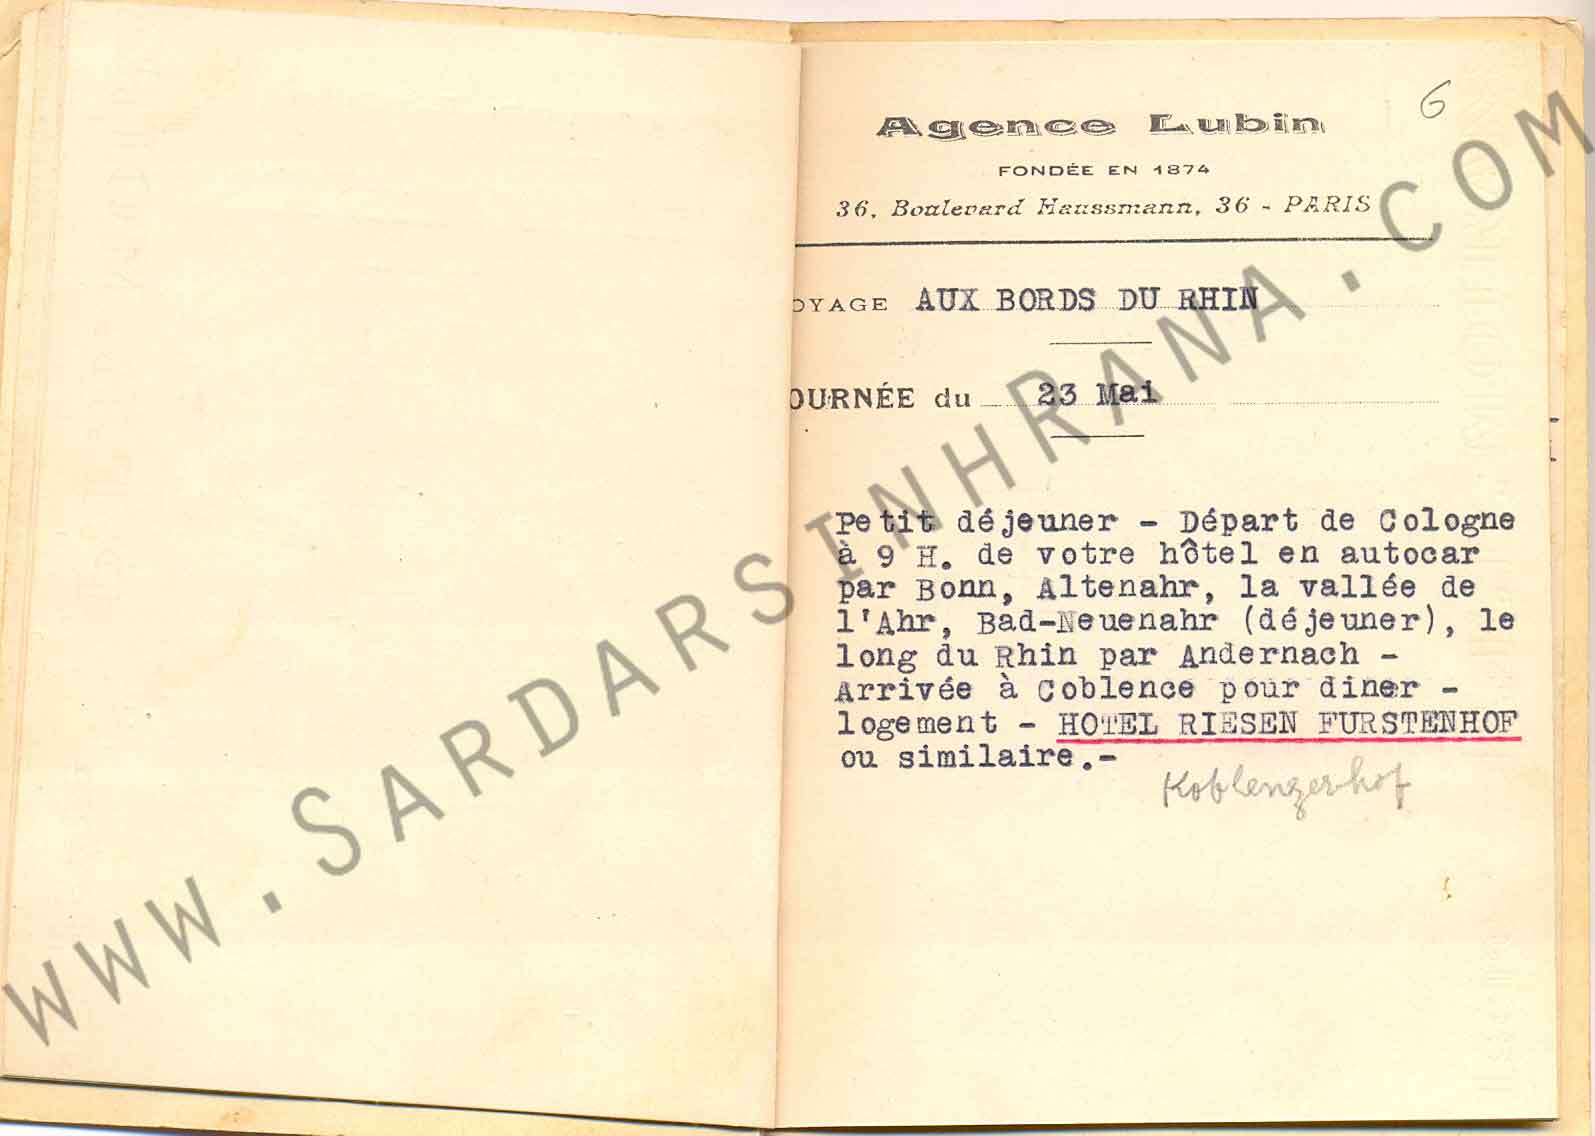 6
Agence Lubin
FONDÉE EN 1874
36, Boulevard Haussmann, 36 - PARIS
OYAGE AUX BORDS DU RHIN
OURNÉE du 23 Mai
Petit déjeuner - Départ de Cologne
à 9 H. de votre hôtel en autocar
par Bonn, Altenahr, la vallée de
l'Ahr, Bad-Neuenahr (déjeuner), le
long du Rhin par Andernach -
Arrivée à Coblence pour diner -
logement - HOTEL RIESEN FURSTENHOF
ou similaire.-
Koblenzerhof
WWW.SARDARSINHRANA.COM